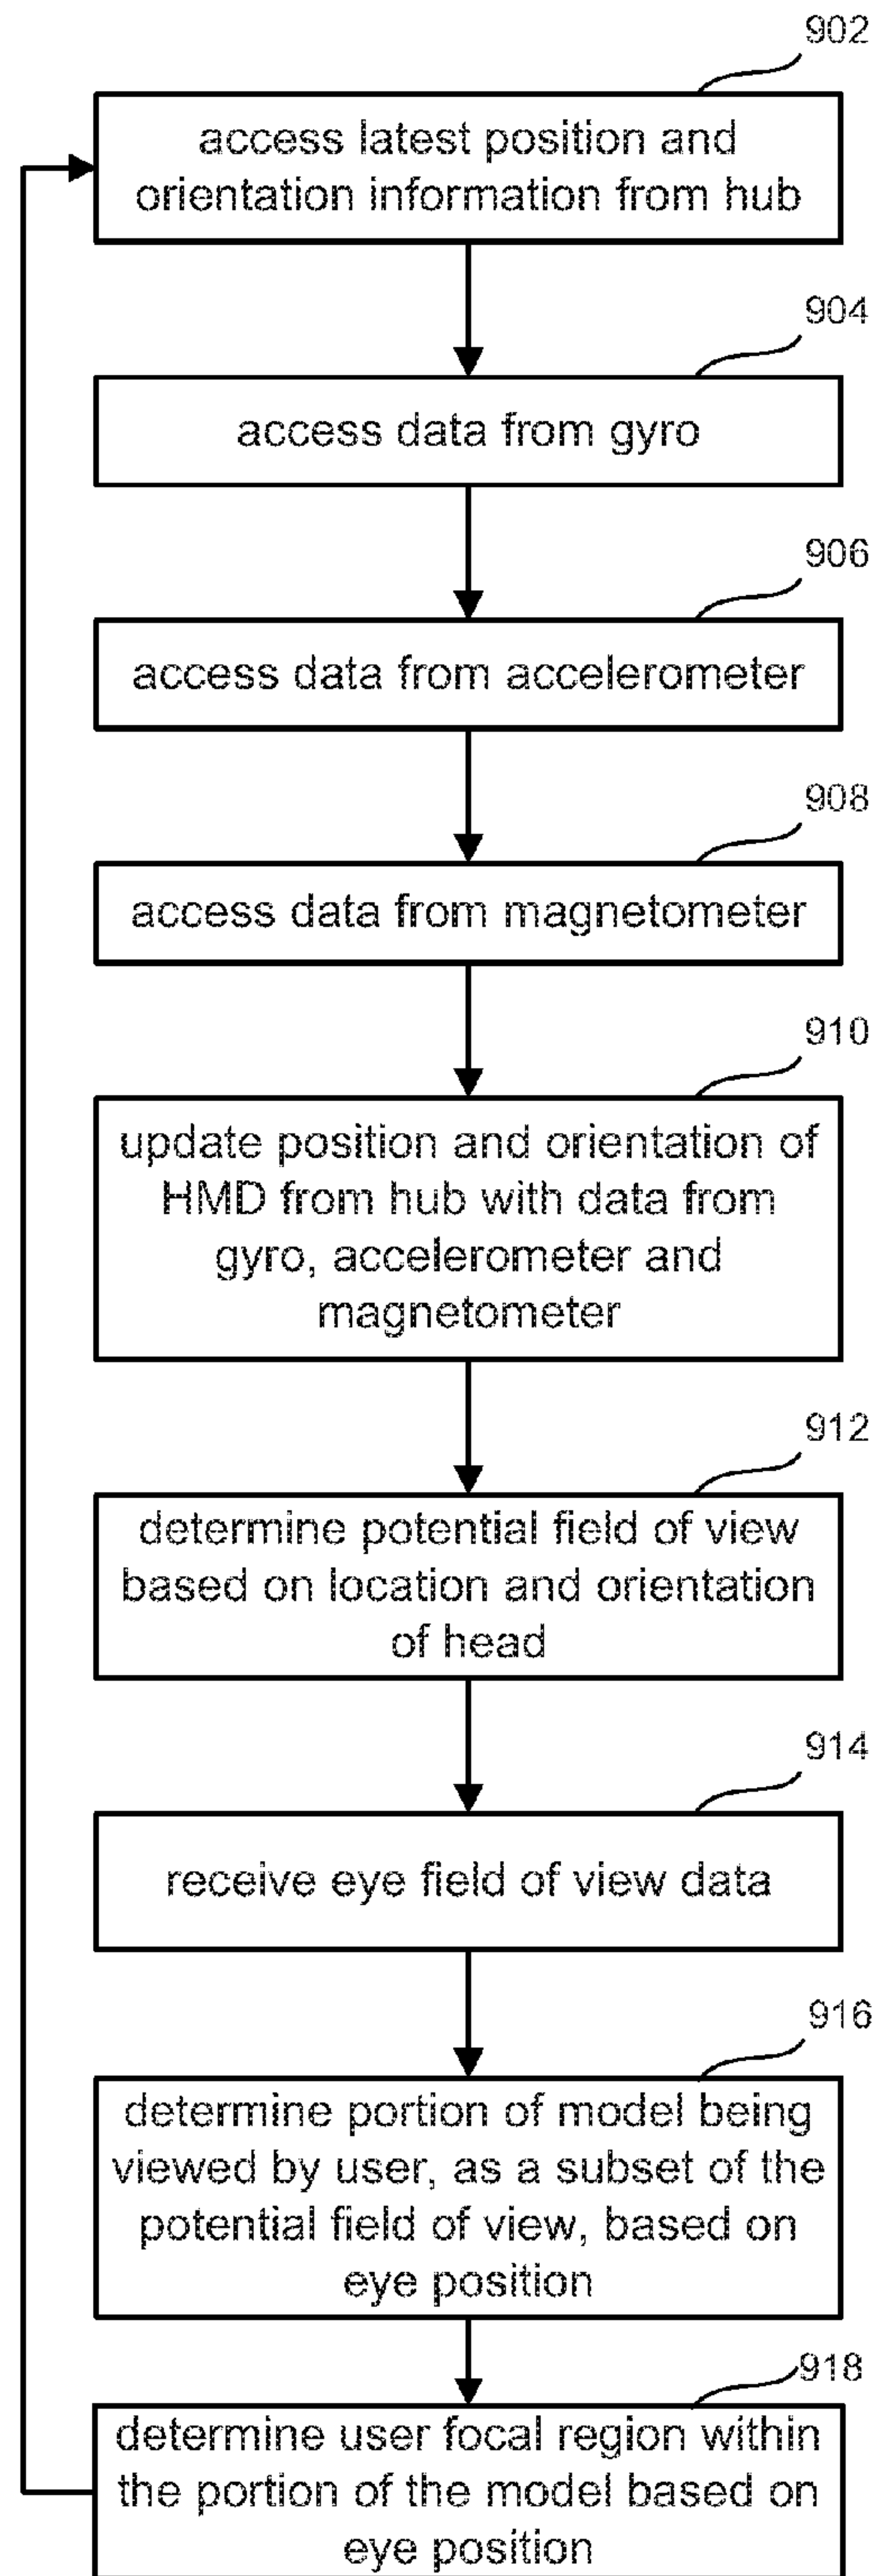 902
access latest position and
orientation information from hub
904
access data from gyro
906
access data from accelerometer
908
access data from magnetometer
910
update position and orientation of
HMD from hub with data from
gyro, accelerometer and
magnetometer
912
determine potential field of view
based on location and orientation
of head
914
receive eye field of view data
916
determine portion of model being
viewed by user, as a subset of the
potential field of view, based on
eye position
918
determine user focal region within
the portion of the model based on
eye position